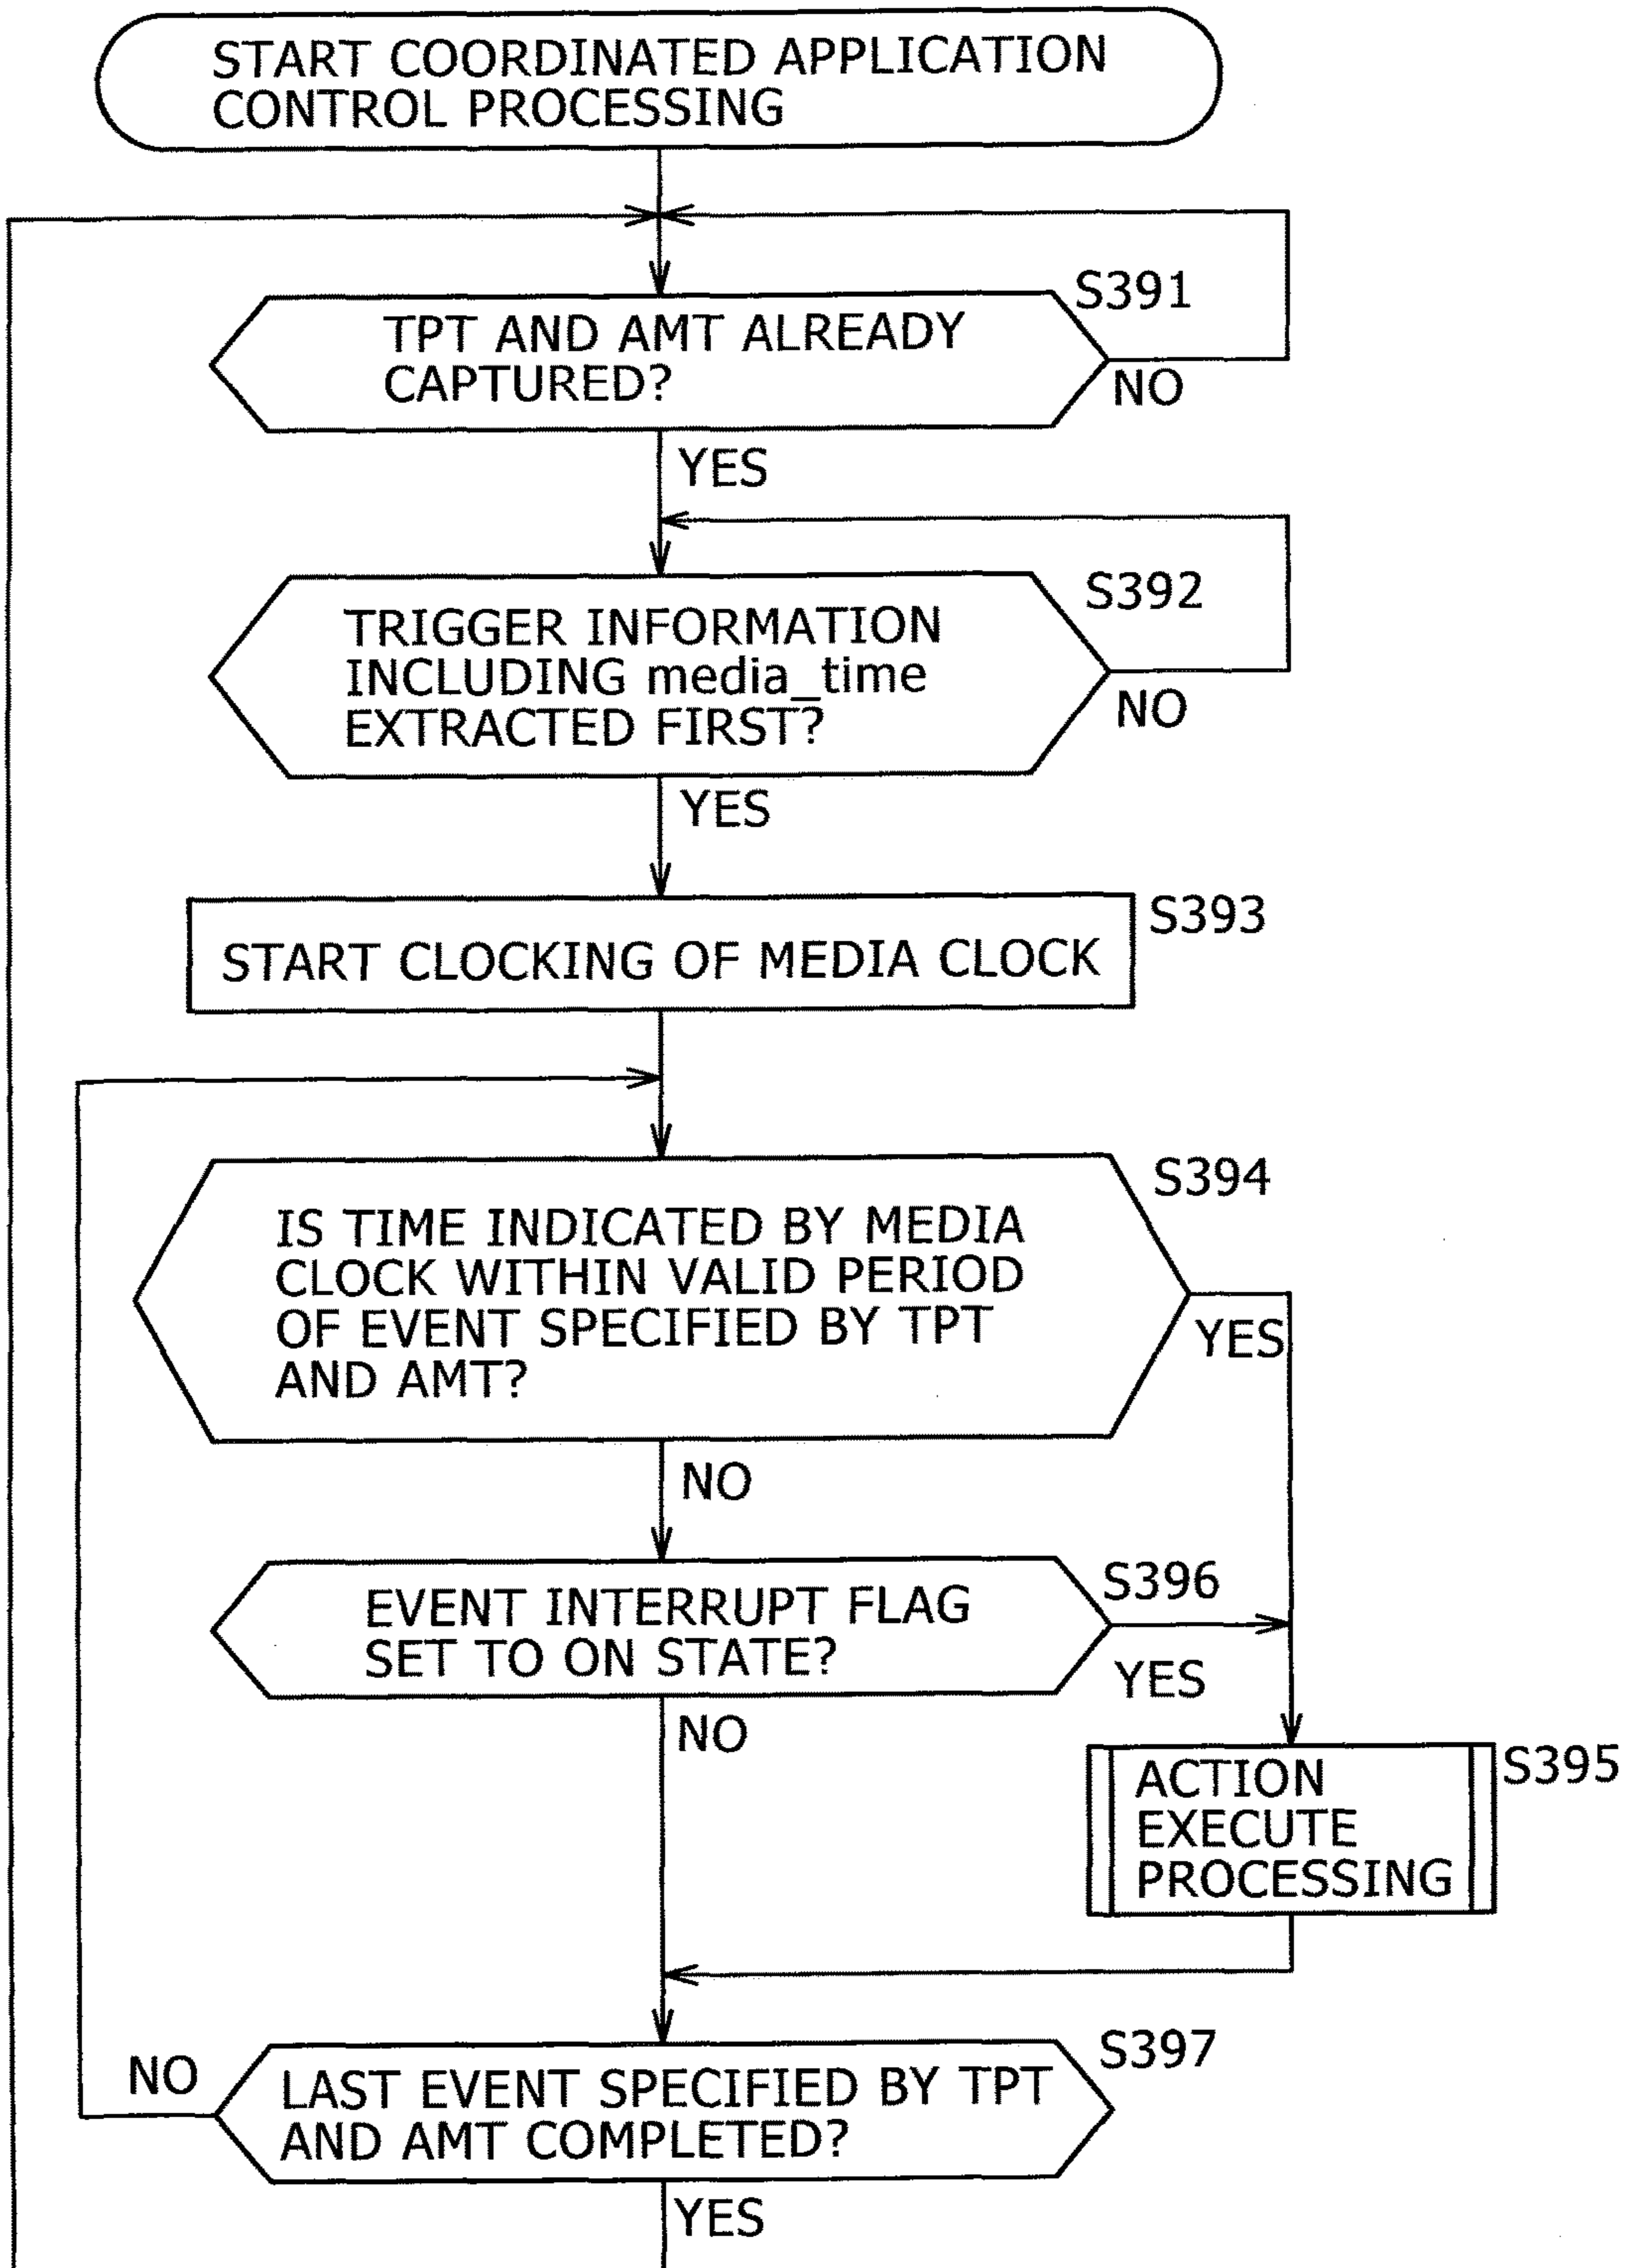 START COORDINATED APPLICATION
CONTROL PROCESSING
S391
TPT AND AMT ALREADY
CAPTURED?
NO
YES
S392
TRIGGER INFORMATION
INCLUDING media_time
EXTRACTED FIRST?
NO
YES
S393
START CLOCKING OF MEDIA CLOCK
S394
IS TIME INDICATED BY MEDIA
CLOCK WITHIN VALID PERIOD
OF EVENT SPECIFIED BY TPT
AND AMT?
YES
NO
S396
EVENT INTERRUPT FLAG
SET TO ON STATE?
YES
NO
S395
ACTION
EXECUTE
PROCESSING
S397
NO
LAST EVENT SPECIFIED BY TPT
AND AMT COMPLETED?
YES